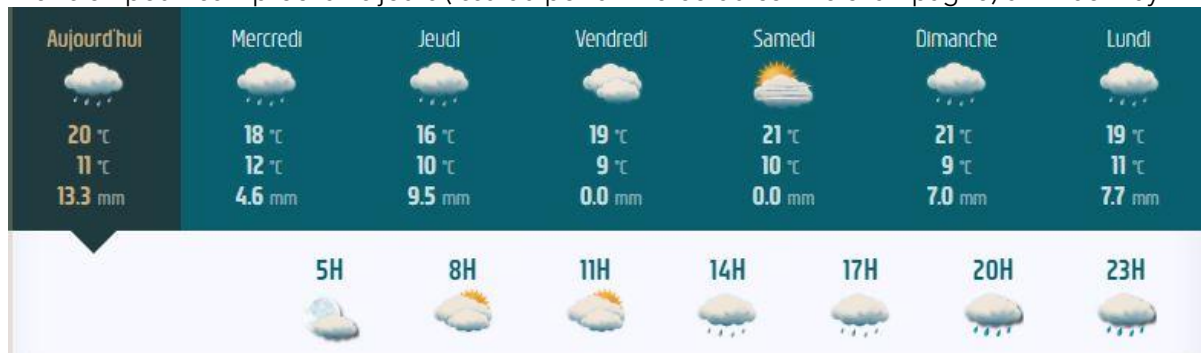 Aujourd'hui Mercredi Jeudi Vendredi Samedi Dimanche Lundi
20 °C 18 °C 16 °C 19 °C 21 °C 21 °C 19 °C
11 °C 12 °C 10 °C 9 °C 10 °C 9 °C 11 °C
13.3 mm 4.6 mm 9.5 mm 0.0 mm 0.0 mm 7.0 mm 7.7 mm
5H 8H 11H 14H 17H 20H 23H